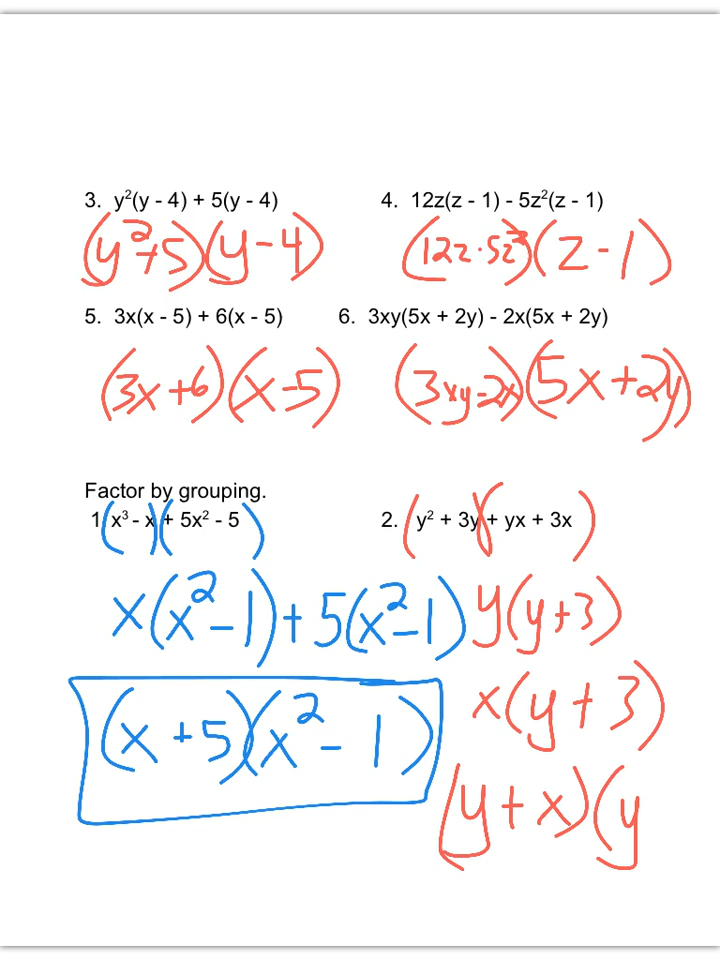 3. y²(y - 4) + 5(y - 4)
4. 12z(z - 1) - 5z²(z - 1)
(y²+5)(y-4)
(12z-5z²)(z-1)
5. 3x(x - 5) + 6(x - 5)
6. 3xy(5x + 2y) - 2x(5x + 2y)
(3x+6)(x-5)
(3xy-2x)(5x+2y)
Factor by grouping.
1. (x³ - x)(+ 5x² - 5)
2. (y² + 3y)(+ yx + 3x)
x(x²-1)+5(x²-1)
y(y+3)
x(y+3)
(x+5)(x²-1)
(y+x)(y